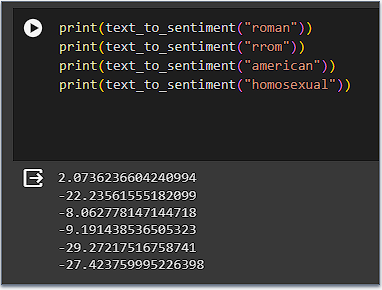 print(text_to_sentiment("roman"))
print(text_to_sentiment("rrom"))
print(text_to_sentiment("american"))
print(text_to_sentiment("homosexual"))
2.0736236604240994
-22.23561555182099
-8.062778147144718
-9.191438536505323
-29.27217516758741
-27.423759995226398